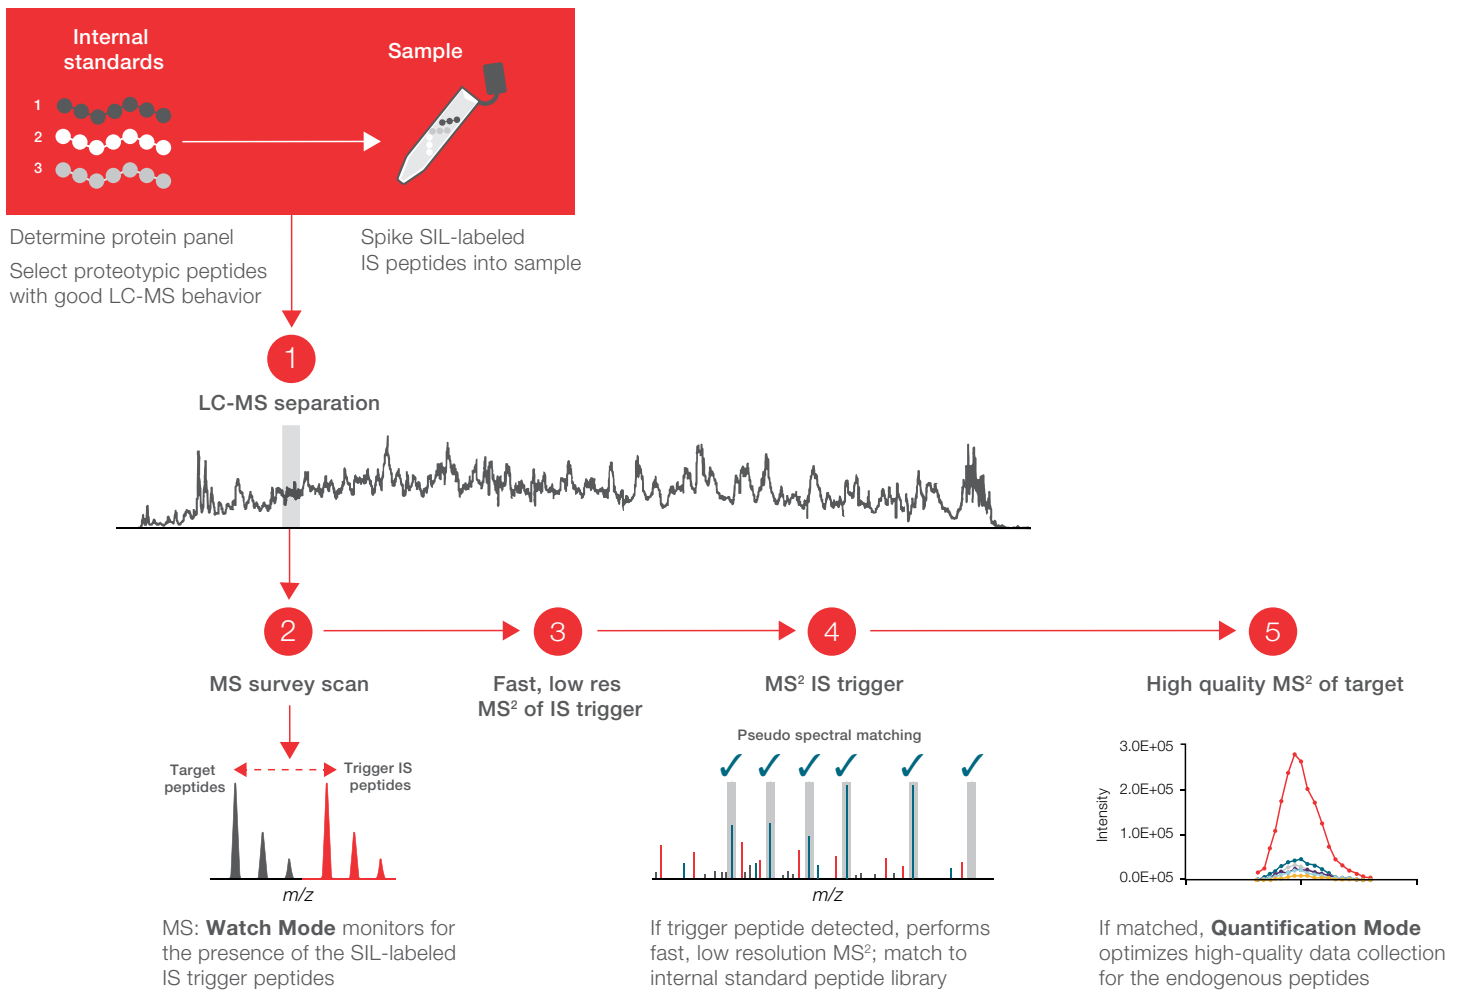 Internal
standards
Sample
1
2
3
Determine protein panel
Select proteotypic peptides
with good LC-MS behavior
Spike SIL-labeled
IS peptides into sample
1
LC-MS separation
2
3
4
5
MS survey scan
Fast, low res
MS² of IS trigger
MS² IS trigger
High quality MS² of target
Target
peptides
Trigger IS
peptides
m/z
Pseudo spectral matching
m/z
Intensity
3.0E+05
2.0E+05
1.0E+05
0.0E+05
MS: Watch Mode monitors for
the presence of the SIL-labeled
IS trigger peptides
If trigger peptide detected, performs
fast, low resolution MS²; match to
internal standard peptide library
If matched, Quantification Mode
optimizes high-quality data collection
for the endogenous peptides